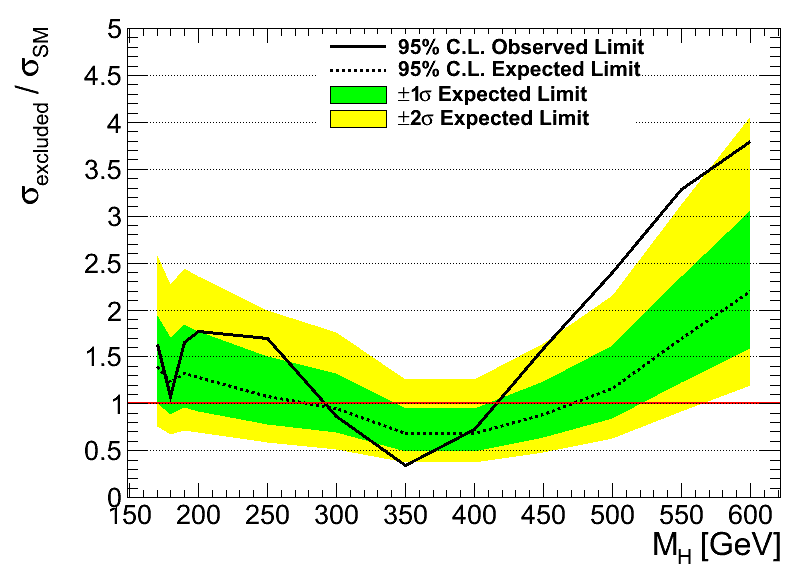 5
4.5
4
3.5
3
2.5
2
1.5
1
0.5
0
σexcluded / σSM
95% C.L. Observed Limit
95% C.L. Expected Limit
±1σ Expected Limit
±2σ Expected Limit
150 200 250 300 350 400 450 500 550 600
MH [GeV]